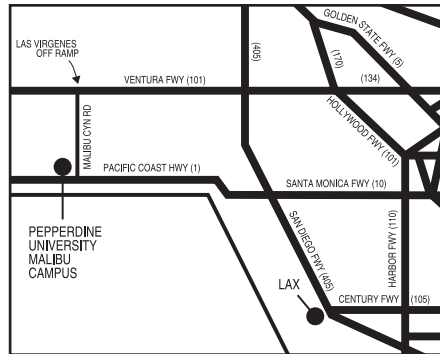 GOLDEN STATE FWY (5)
LAS VIRGENES
OFF RAMP
(405)
(170)
VENTURA FWY (101)
(134)
MALIBU CYN RD
HOLLYWOOD FWY (101)
PACIFIC COAST HWY (1)
SANTA MONICA FWY (10)
PEPPERDINE
UNIVERSITY
MALIBU
CAMPUS
SAN DIEGO FWY (405)
HARBOR FWY (110)
LAX
CENTURY FWY
(105)